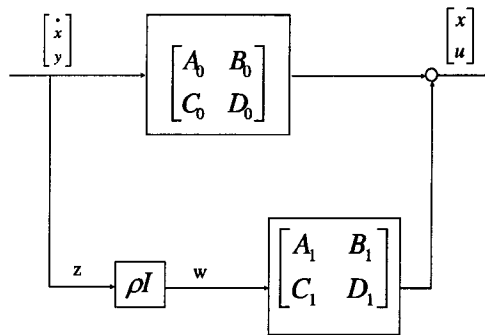 [ẋ y]
[x u]
[A₀ B₀
C₀ D₀]
z
ρI
w
[A₁ B₁
C₁ D₁]